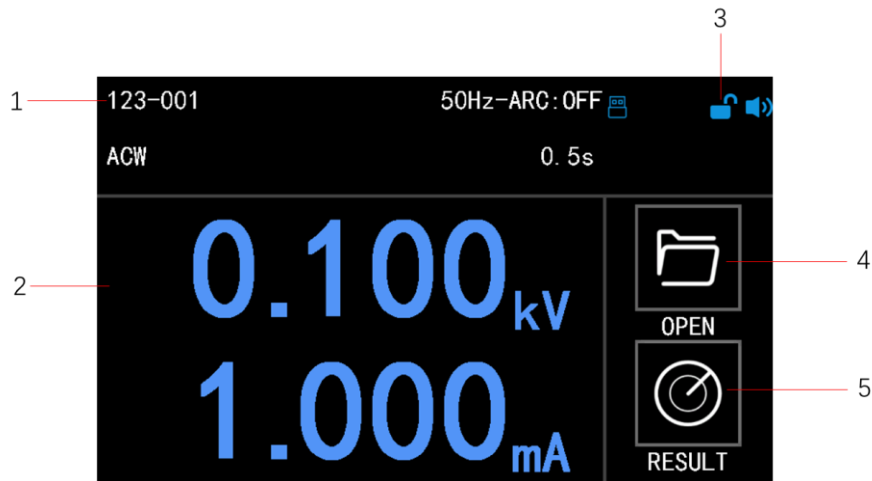 3
1
123-001
50Hz-ARC:OFF
ACW
0.5s
2
0.100kV
4
OPEN
1.000mA
5
RESULT